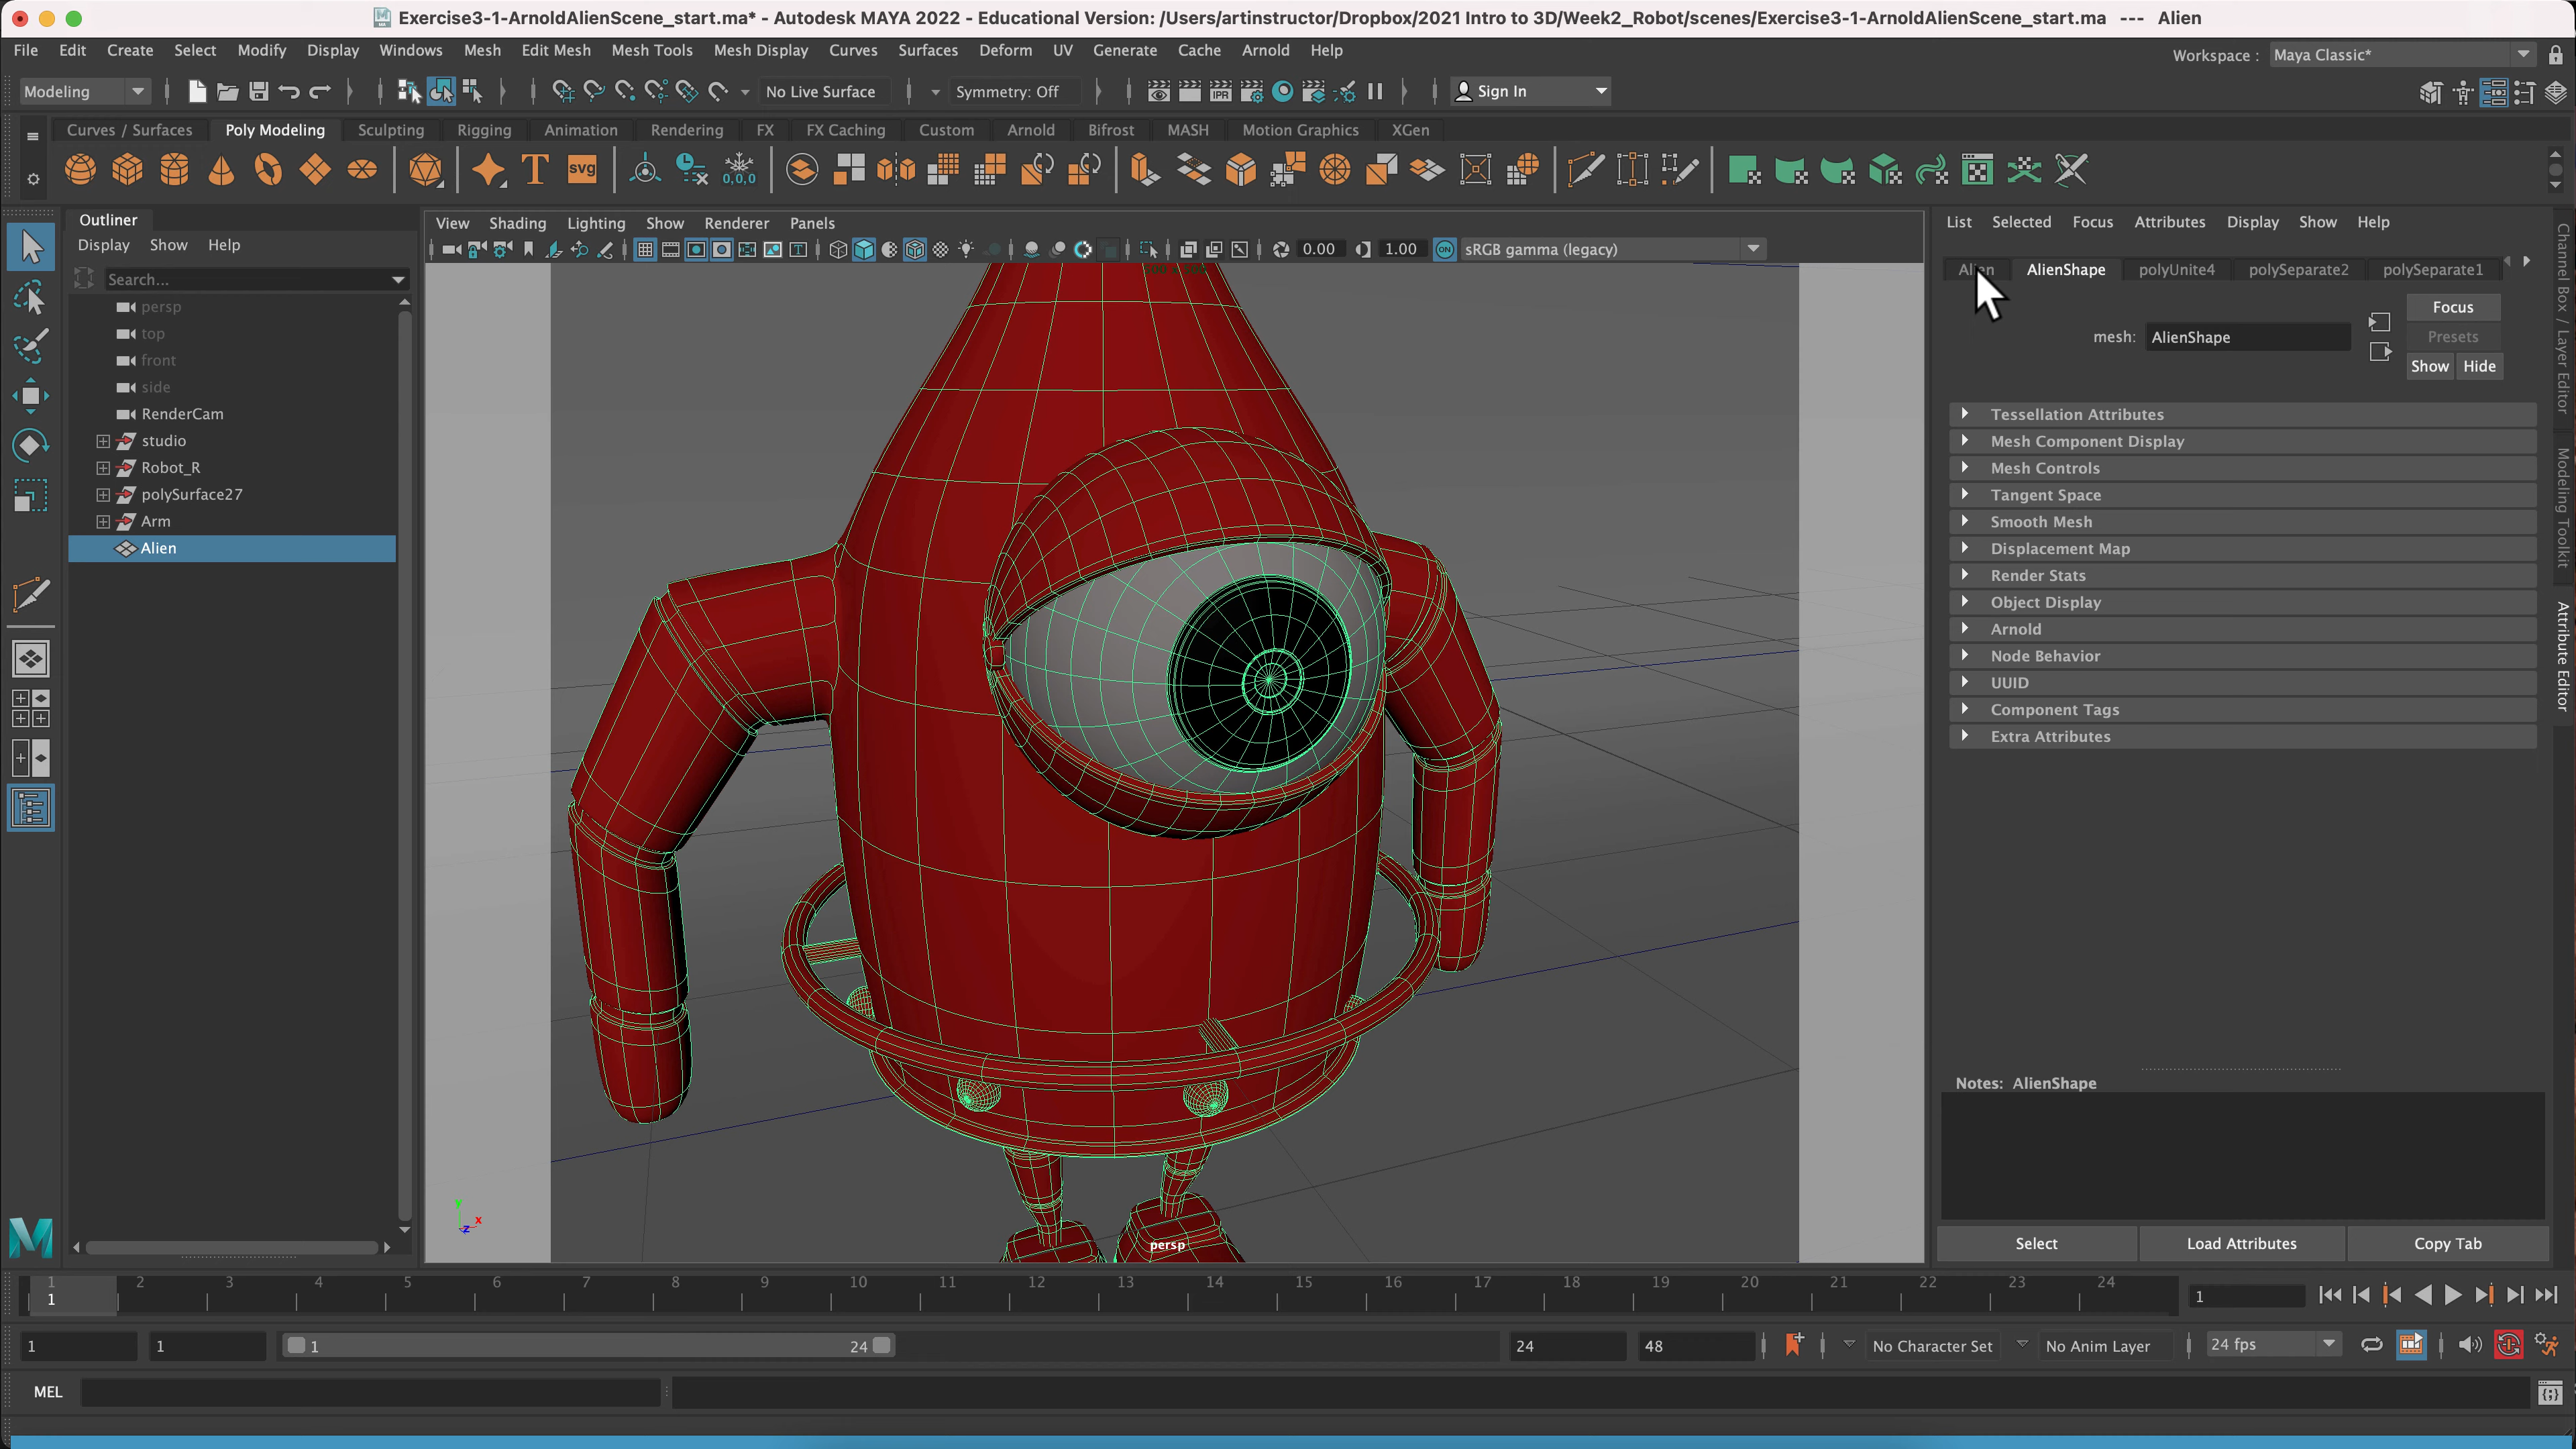 Exercise3-1-ArnoldAlienScene_start.ma* - Autodesk MAYA 2022 - Educational Version: /Users/artinstructor/Dropbox/2021 Intro to 3D/Week2_Robot/scenes/Exercise3-1-ArnoldAlienScene_start.ma --- Alien
File Edit Create Select Modify Display Windows Mesh Edit Mesh Mesh Tools Mesh Display Curves Surfaces Deform UV Generate Cache Arnold Help
Workspace : Maya Classic*
Modeling No Live Surface Symmetry: Off IPR Sign In
Curves / Surfaces Poly Modeling Sculpting Rigging Animation Rendering FX FX Caching Custom Arnold Bifrost MASH Motion Graphics XGen
T SVG 0,0,0
Outliner
Display Show Help
Search...
persp
top
front
side
RenderCam
studio
Robot_R
polySurface27
Arm
Alien
View Shading Lighting Show Renderer Panels
0.00 1.00 ON sRGB gamma (legacy)
Y
X
Z
persp
List Selected Focus Attributes Display Show Help
Alien AlienShape polyUnite4 polySeparate2 polySeparate1
Focus
mesh: AlienShape Presets
Show Hide
Tessellation Attributes
Mesh Component Display
Mesh Controls
Tangent Space
Smooth Mesh
Displacement Map
Render Stats
Object Display
Arnold
Node Behavior
UUID
Component Tags
Extra Attributes
Notes: AlienShape
Select Load Attributes Copy Tab
Channel Box / Layer Editor
Modeling Toolkit
Attribute Editor
1 2 3 4 5 6 7 8 9 10 11 12 13 14 15 16 17 18 19 20 21 22 23 24
1 1
1 1 1 24 24 48 No Character Set No Anim Layer 24 fps
MEL